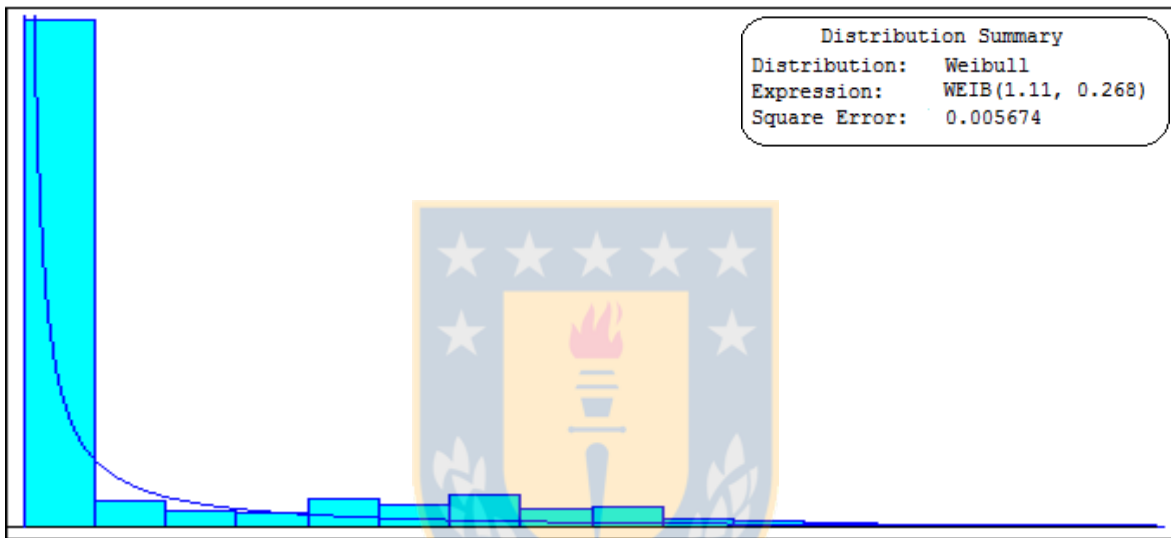 Distribution Summary
Distribution: Weibull
Expression: WEIB(1.11, 0.268)
Square Error: 0.005674